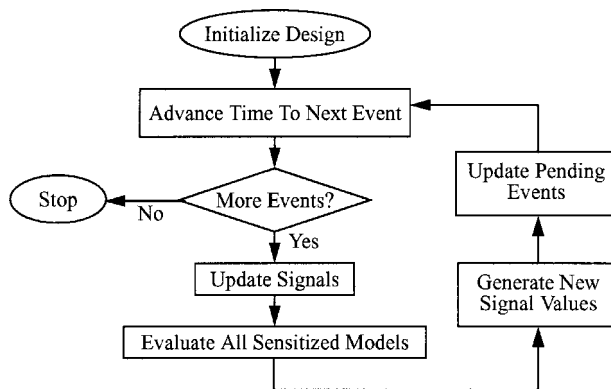 Initialize Design
Advance Time To Next Event
More Events?
Stop
No
Yes
Update Signals
Evaluate All Sensitized Models
Update Pending
Events
Generate New
Signal Values